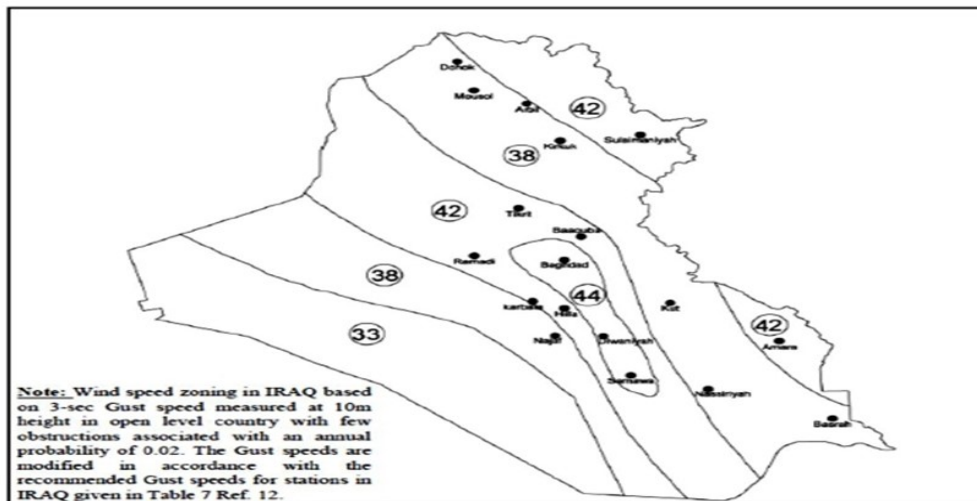 Dohok
Mousol
Arbil
42
Sulaimaniyah
Kirkuk
38
42
Tikrit
Baaquba
Ramadi
Baghdad
38
44
karbala
Hilla
Kut
42
33
Najaf
Diwaniyah
Amara
Samawa
Nassiriyah
Basrah
Note: Wind speed zoning in IRAQ based
on 3-sec Gust speed measured at 10m
height in open level country with few
obstructions associated with an annual
probability of 0.02. The Gust speeds are
modified in accordance with the
recommended Gust speeds for stations in
IRAQ given in Table 7 Ref. 12.